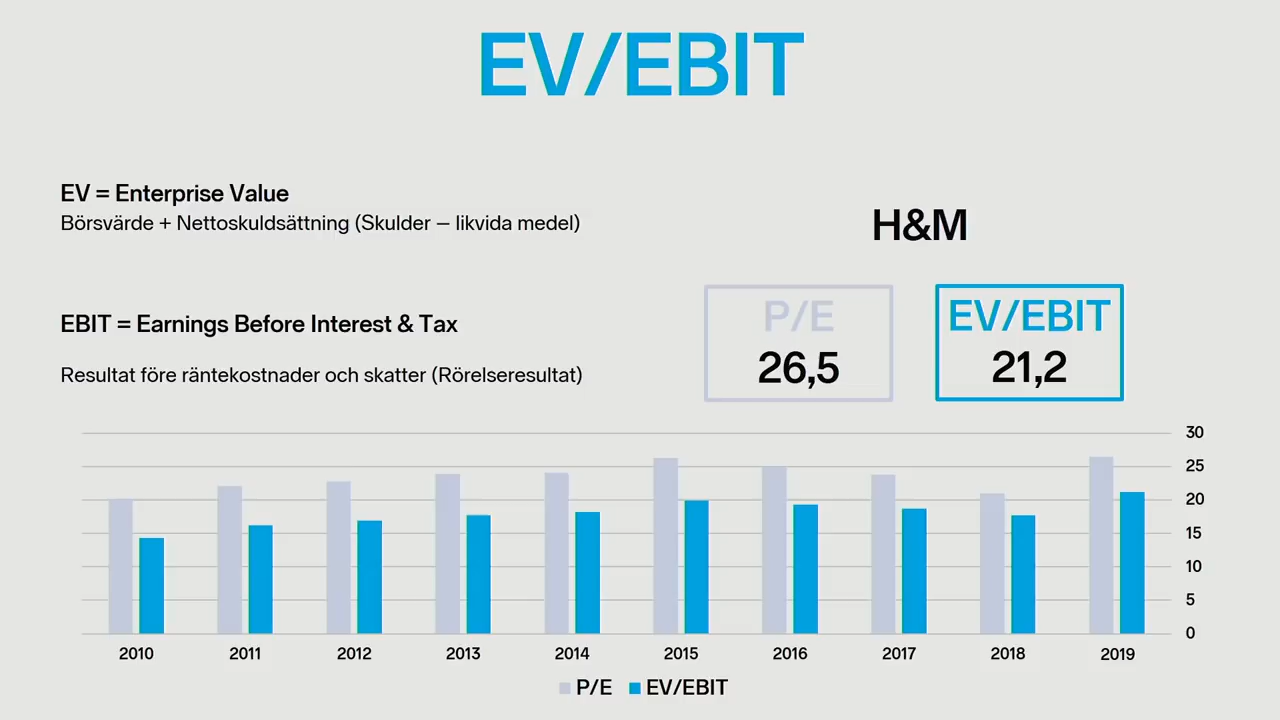 EV/EBIT
EV = Enterprise Value
Börsvärde + Nettoskuldsättning (Skulder – likvida medel)
H&M
EBIT = Earnings Before Interest & Tax
Resultat före räntekostnader och skatter (Rörelseresultat)
P/E
26,5
EV/EBIT
21,2
30
25
20
15
10
5
0
2010 2011 2012 2013 2014 2015 2016 2017 2018 2019
P/E EV/EBIT